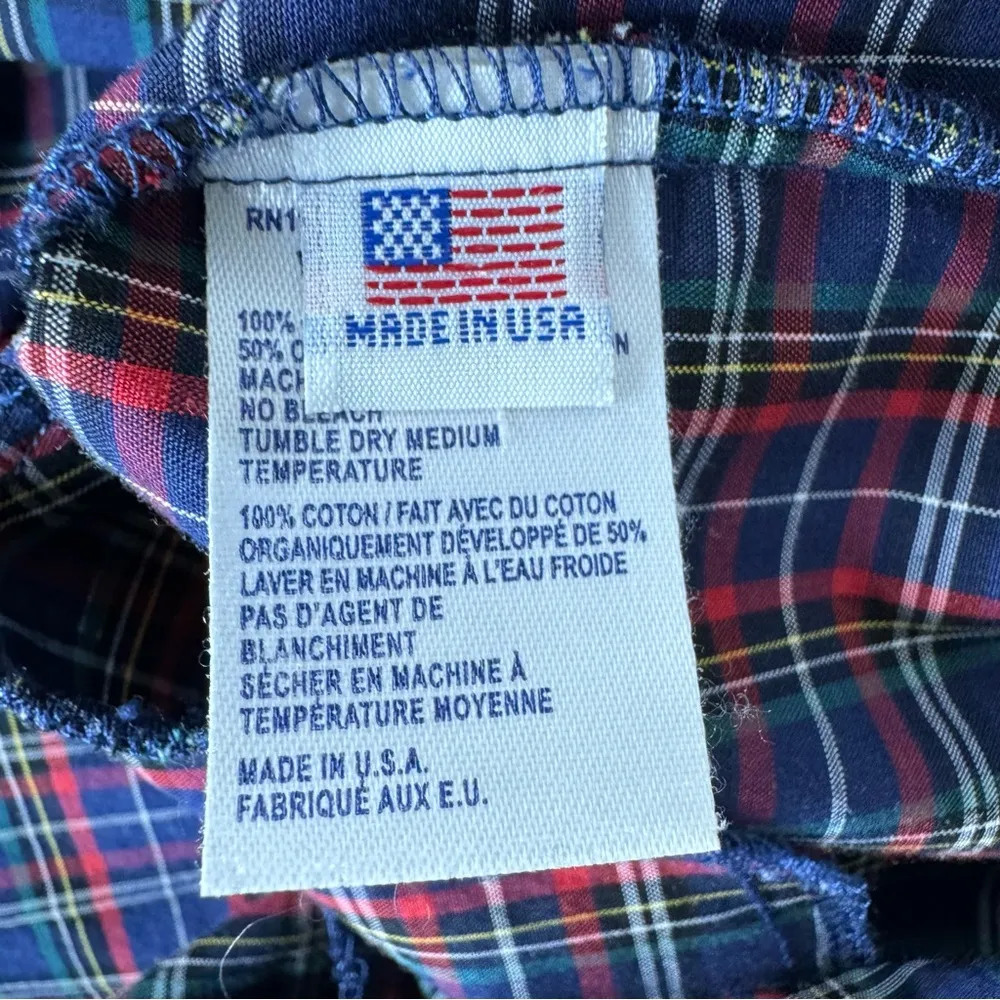 RN1
MADE IN USA
100%
50%
N
NO BLEACH
TUMBLE DRY MEDIUM
TEMPERATURE
100% COTON / FAIT AVEC DU COTON
ORGANIQUEMENT DÉVELOPPÉ DE 50%
LAVER EN MACHINE À L'EAU FROIDE
PAS D'AGENT DE
BLANCHIMENT
SÉCHER EN MACHINE À
TEMPÉRATURE MOYENNE
MADE IN U.S.A.
FABRIQUÉ AUX E.U.